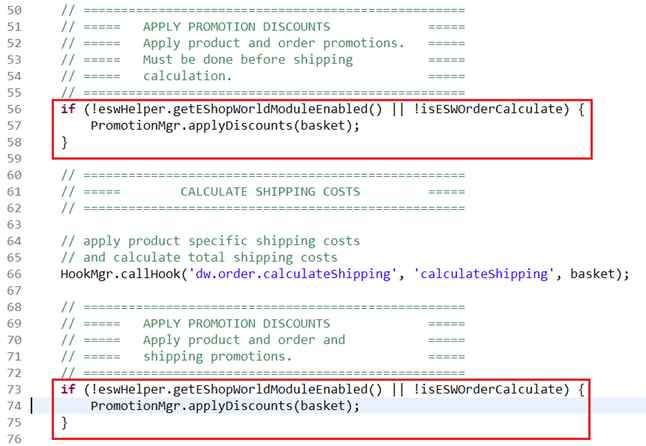 50 // ===================================================
51 // =====   APPLY PROMOTION DISCOUNTS             =====
52 // =====   Apply product and order promotions.   =====
53 // =====   Must be done before shipping          =====
54 // =====   calculation.                          =====
55 // ===================================================
56 if (!eswHelper.getEShopWorldModuleEnabled() || !isESWOrderCalculate) {
57     PromotionMgr.applyDiscounts(basket);
58 }
59
60 // ===================================================
61 // =====        CALCULATE SHIPPING COSTS         =====
62 // ===================================================
63
64 // apply product specific shipping costs
65 // and calculate total shipping costs
66 HookMgr.callHook('dw.order.calculateShipping', 'calculateShipping', basket);
67
68 // ===================================================
69 // =====   APPLY PROMOTION DISCOUNTS             =====
70 // =====   Apply product and order and           =====
71 // =====   shipping promotions.                  =====
72 // ===================================================
73 if (!eswHelper.getEShopWorldModuleEnabled() || !isESWOrderCalculate) {
74     PromotionMgr.applyDiscounts(basket);
75 }
76